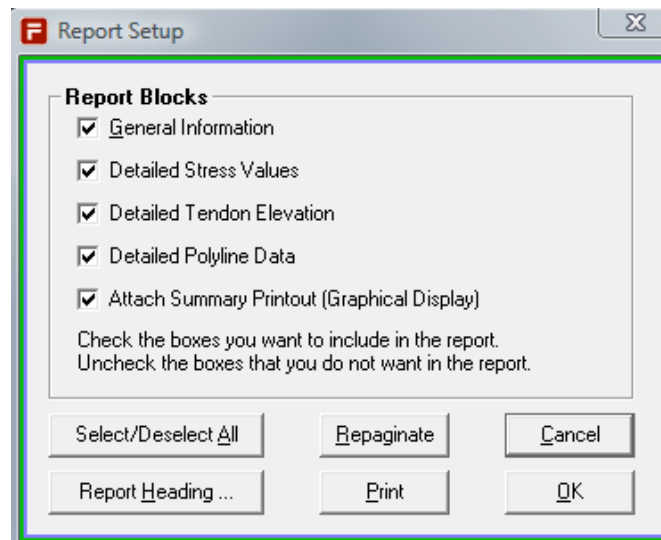 Report Setup
Report Blocks
General Information
Detailed Stress Values
Detailed Tendon Elevation
Detailed Polyline Data
Attach Summary Printout (Graphical Display)
Check the boxes you want to include in the report.
Uncheck the boxes that you do not want in the report.
Select/Deselect All
Repaginate
Cancel
Report Heading ...
Print
OK